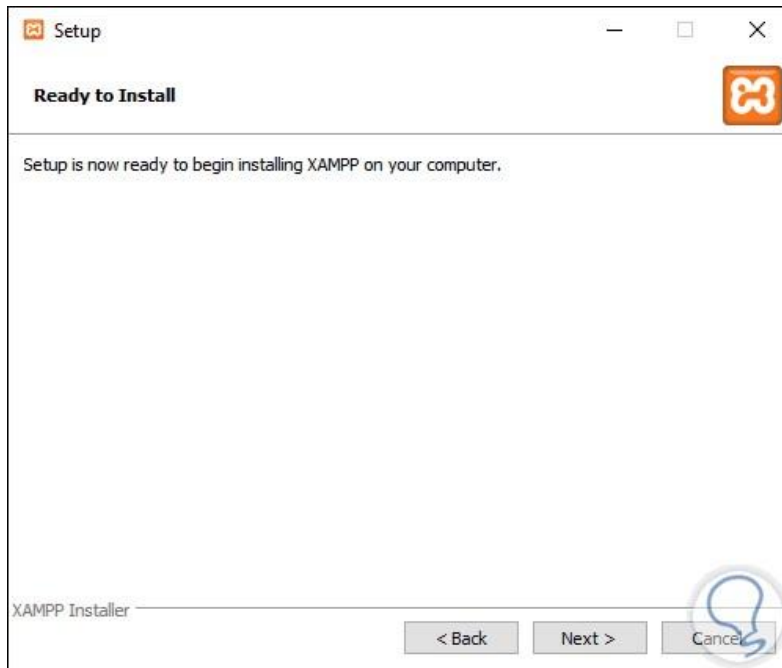 Setup
Ready to Install
Setup is now ready to begin installing XAMPP on your computer.
XAMPP Installer
< Back
Next >
Cancel